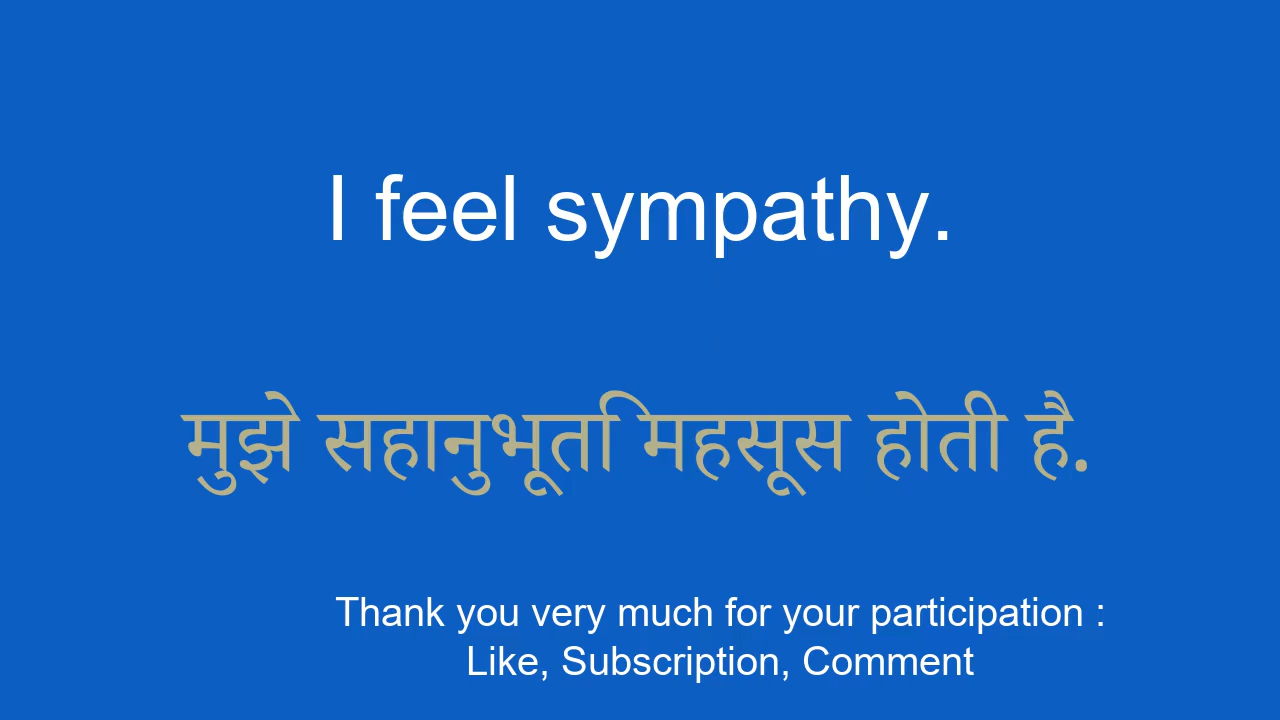 I feel sympathy.
मुझे सहानुभूति महसूस होती है.
Thank you very much for your participation :
Like, Subscription, Comment